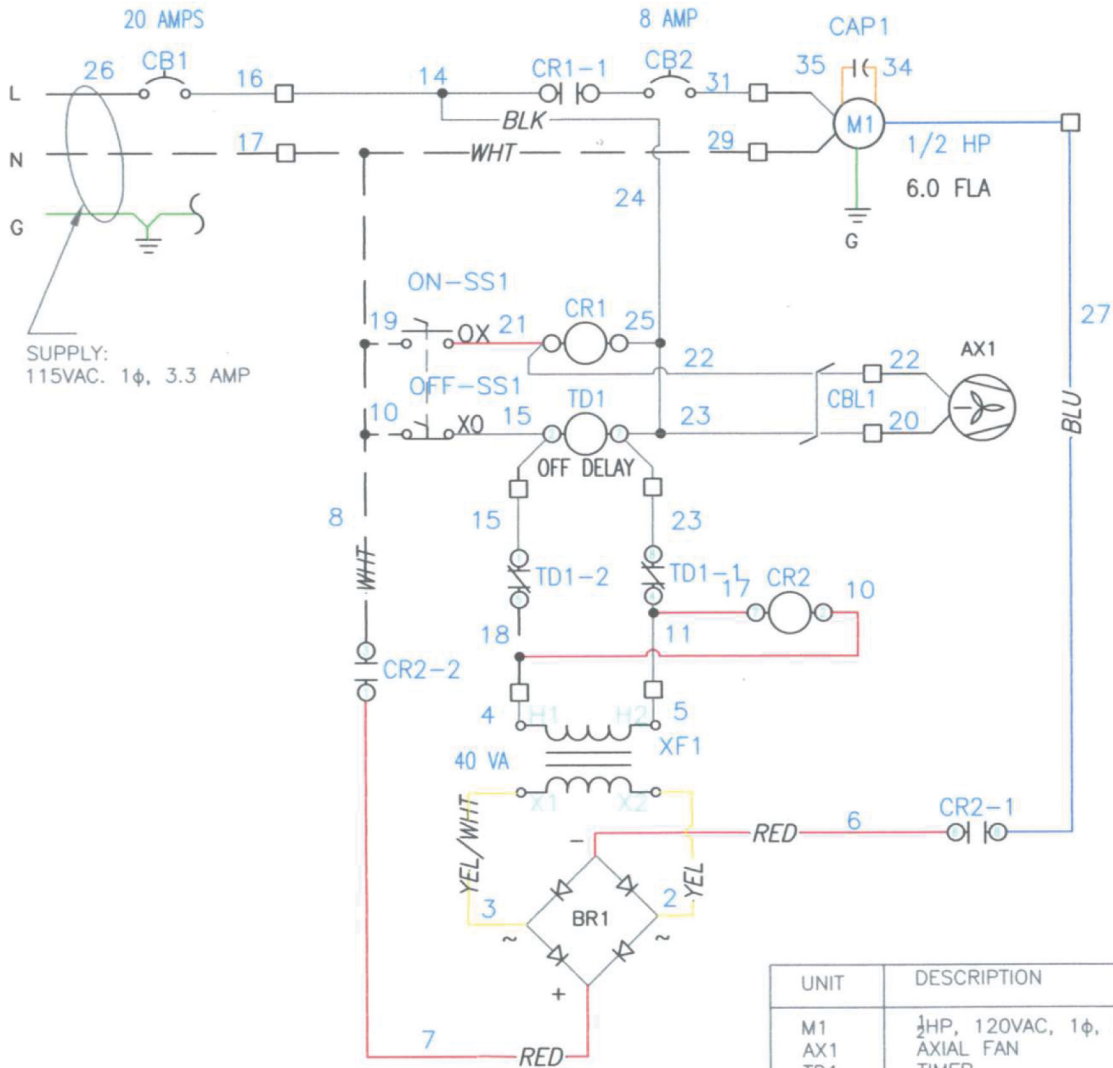 20 AMPS
8 AMP
CAP1
26
CB1
16
14
CR1-1
CB2
31
35
34
L
BLK
M1
1/2 HP
17
WHT
29
N
6.0 FLA
24
G
G
ON-SS1
27
19
OX
21
CR1
25
SUPPLY:
115VAC. 1ϕ, 3.3 AMP
22
22
AX1
OFF-SS1
TD1
CBL1
10
XO
15
23
20
BLU
OFF DELAY
8
15
23
WHT
TD1-2
TD1-1
CR2
17
10
18
11
CR2-2
4
H1
H2
5
XF1
40 VA
X1
X2
CR2-1
YEL/WHT
RED
6
-
YEL
3
BR1
2
~
~
+
UNIT DESCRIPTION
M1 ½HP, 120VAC, 1ϕ,
AX1 AXIAL FAN
7
RED